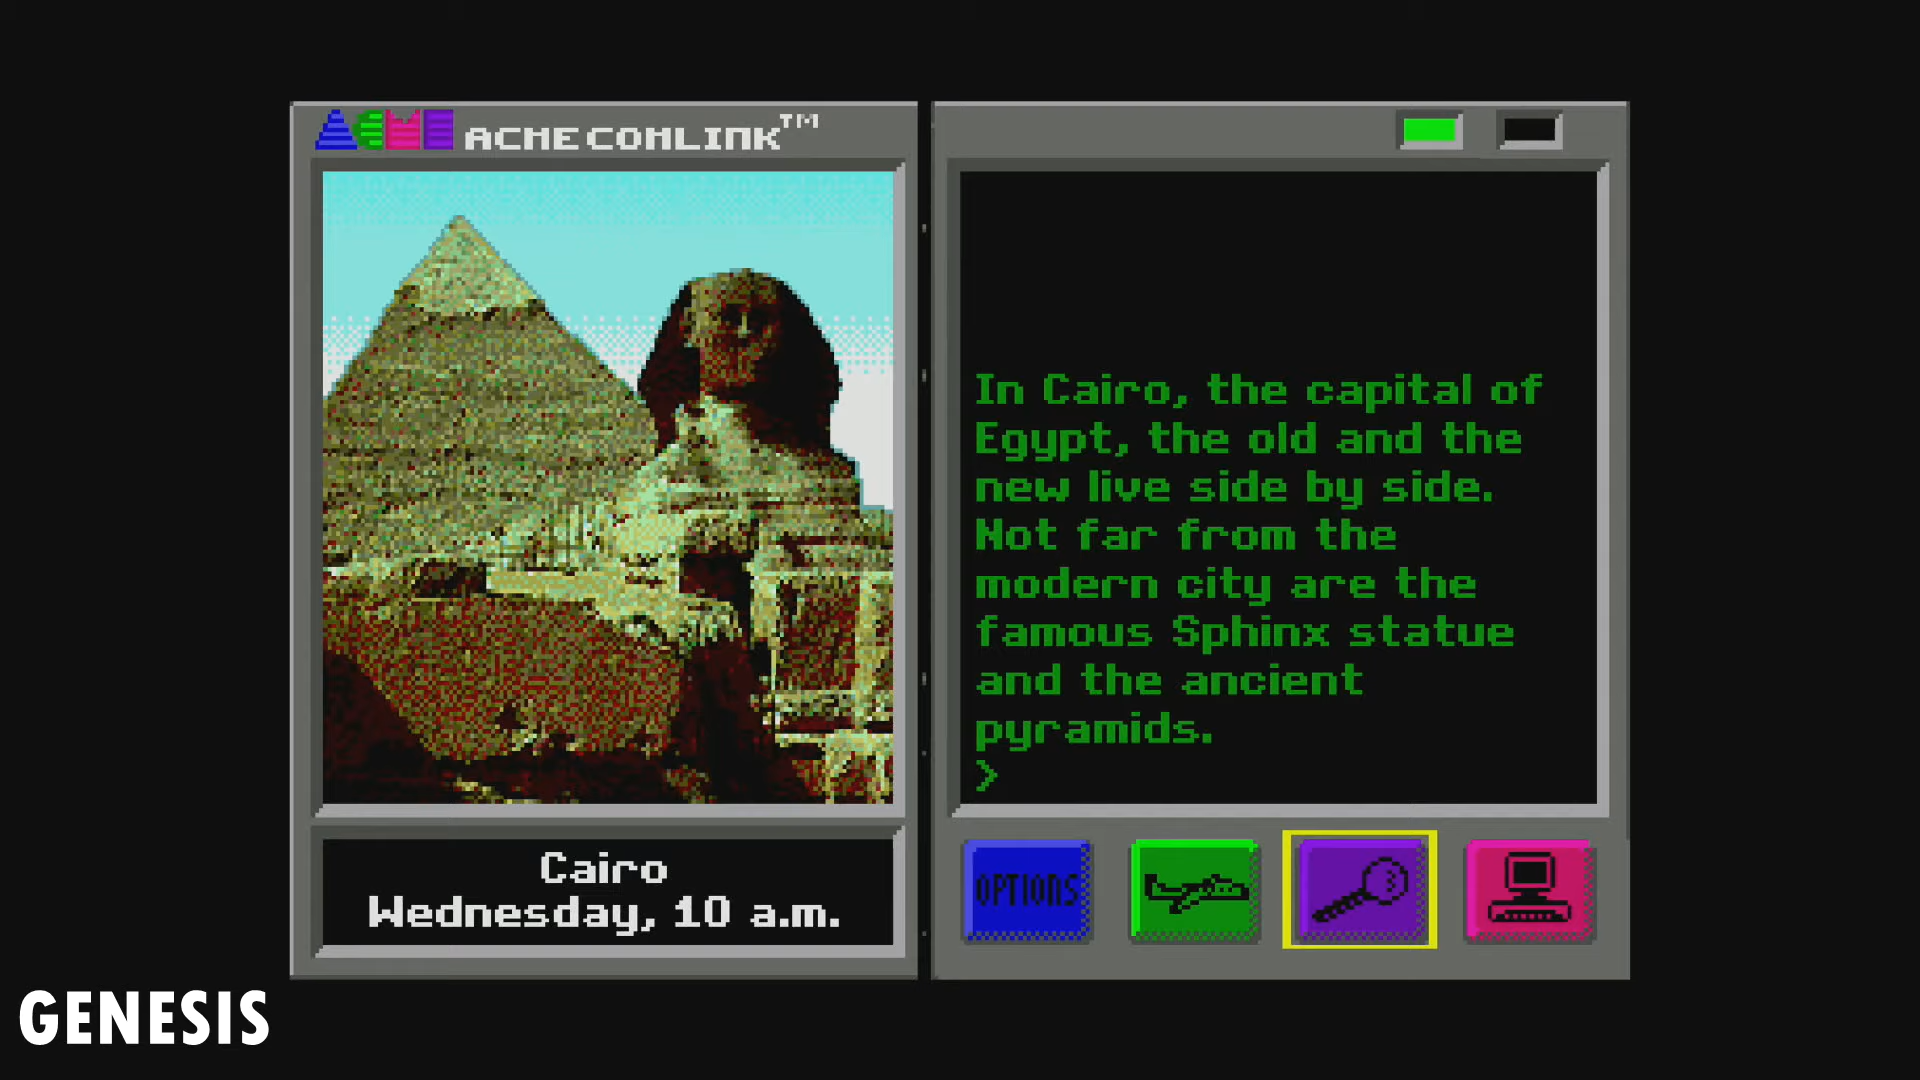 ACME ACME COMLINK™
In Cairo, the capital of
Egypt, the old and the
new live side by side.
Not far from the
modern city are the
famous Sphinx statue
and the ancient
pyramids.
>
Cairo
Wednesday, 10 a.m.
OPTIONS
GENESIS